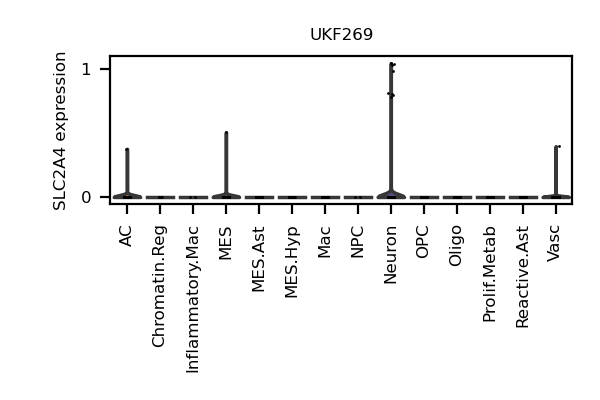 UKF269
SLC2A4 expression
1
0
AC
Chromatin.Reg
Inflammatory.Mac
MES
MES.Ast
MES.Hyp
Mac
NPC
Neuron
OPC
Oligo
Prolif.Metab
Reactive.Ast
Vasc